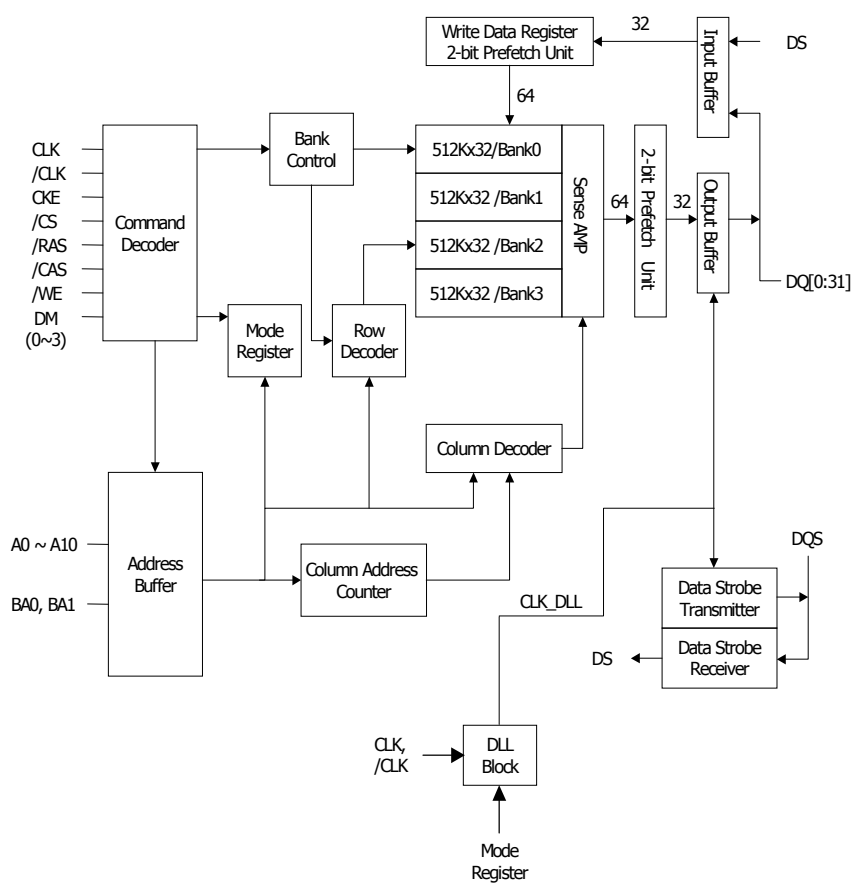 Write Data Register
2-bit Prefetch Unit
32
Input Buffer
DS
64
Bank
Control
512Kx32/Bank0
512Kx32 /Bank1
512Kx32 /Bank2
512Kx32 /Bank3
Sense AMP
64
2-bit Prefetch Unit
32
Output Buffer
DQ[0:31]
CLK
/CLK
CKE
/CS
/RAS
/CAS
/WE
DM
(0~3)
Command
Decoder
Mode
Register
Row
Decoder
Column Decoder
A0 ~ A10
BA0, BA1
Address
Buffer
Column Address
Counter
CLK_DLL
DQS
Data Strobe
Transmitter
Data Strobe
Receiver
DS
CLK,
/CLK
DLL
Block
Mode
Register